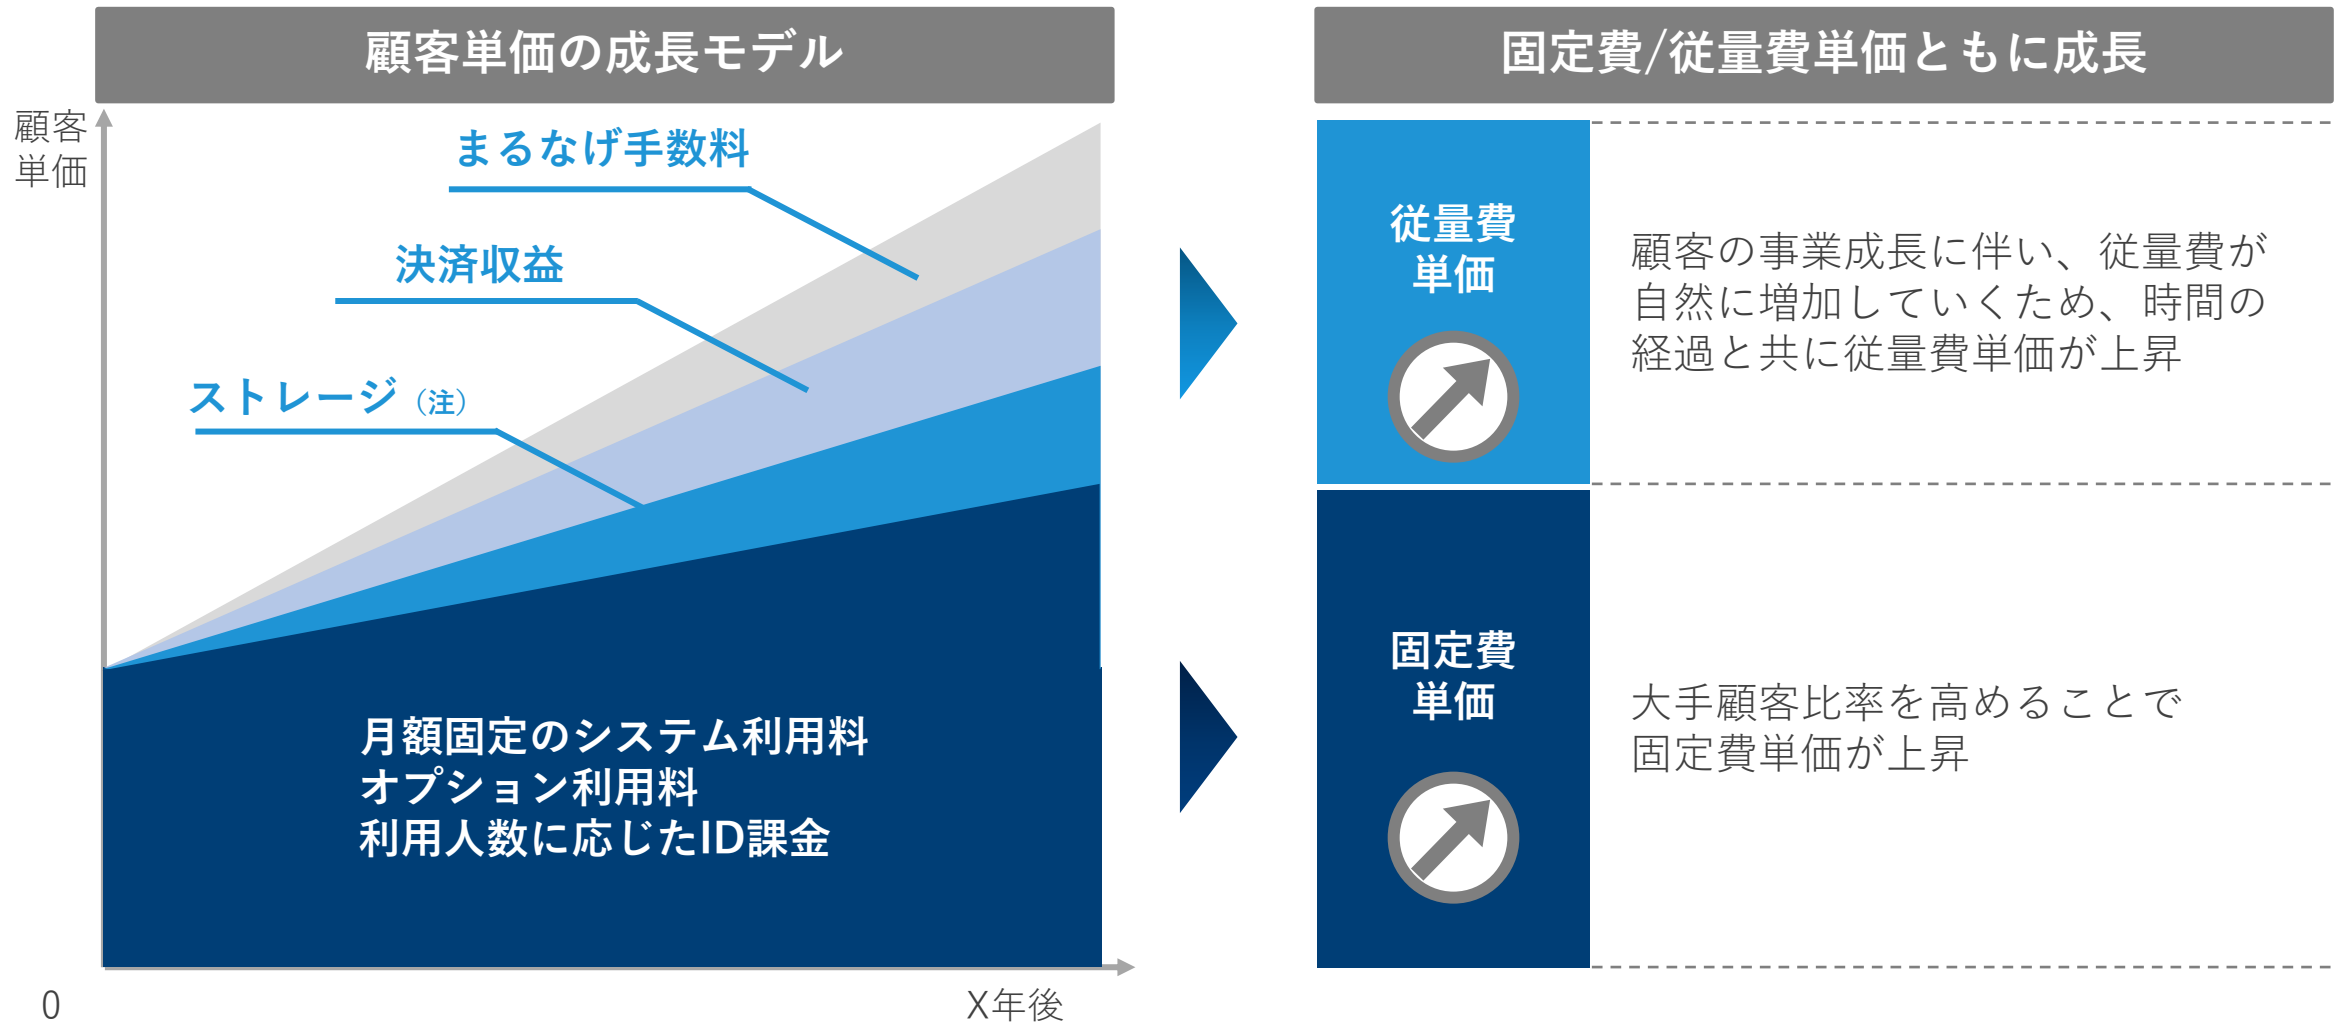 顧客単価の成長モデル
顧客
単価
まるなげ手数料
決済収益
ストレージ（注）
月額固定のシステム利用料
オプション利用料
利用人数に応じたID課金
0
X年後
固定費/従量費単価ともに成長
従量費
単価
顧客の事業成長に伴い、従量費が
自然に増加していくため、時間の
経過と共に従量費単価が上昇
固定費
単価
大手顧客比率を高めることで
固定費単価が上昇